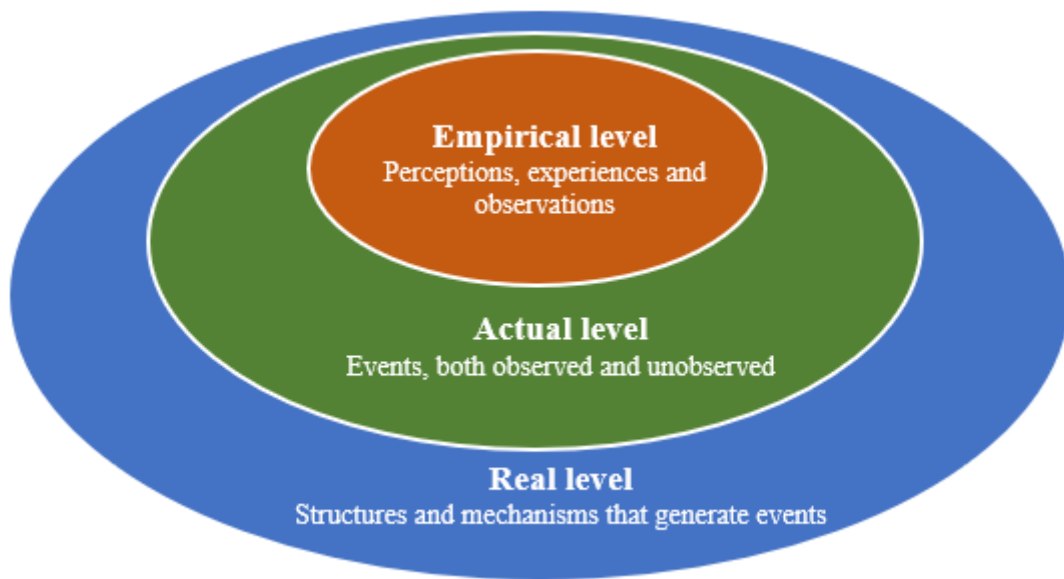 Empirical level
Perceptions, experiences and
observations
Actual level
Events, both observed and unobserved
Real level
Structures and mechanisms that generate events